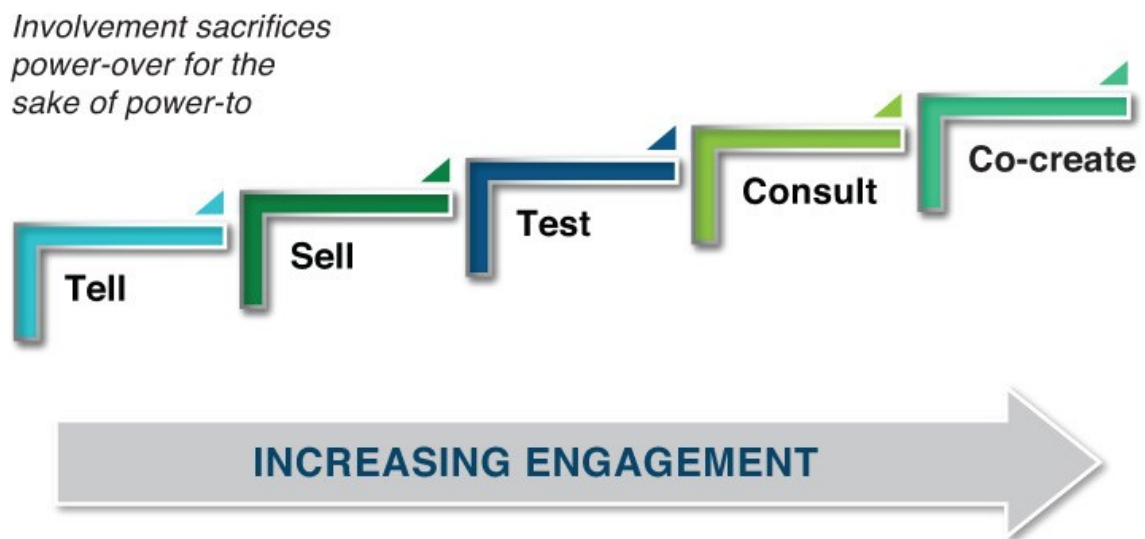 Involvement sacrifices
power-over for the
sake of power-to
Tell
Sell
Test
Consult
Co-create
INCREASING ENGAGEMENT